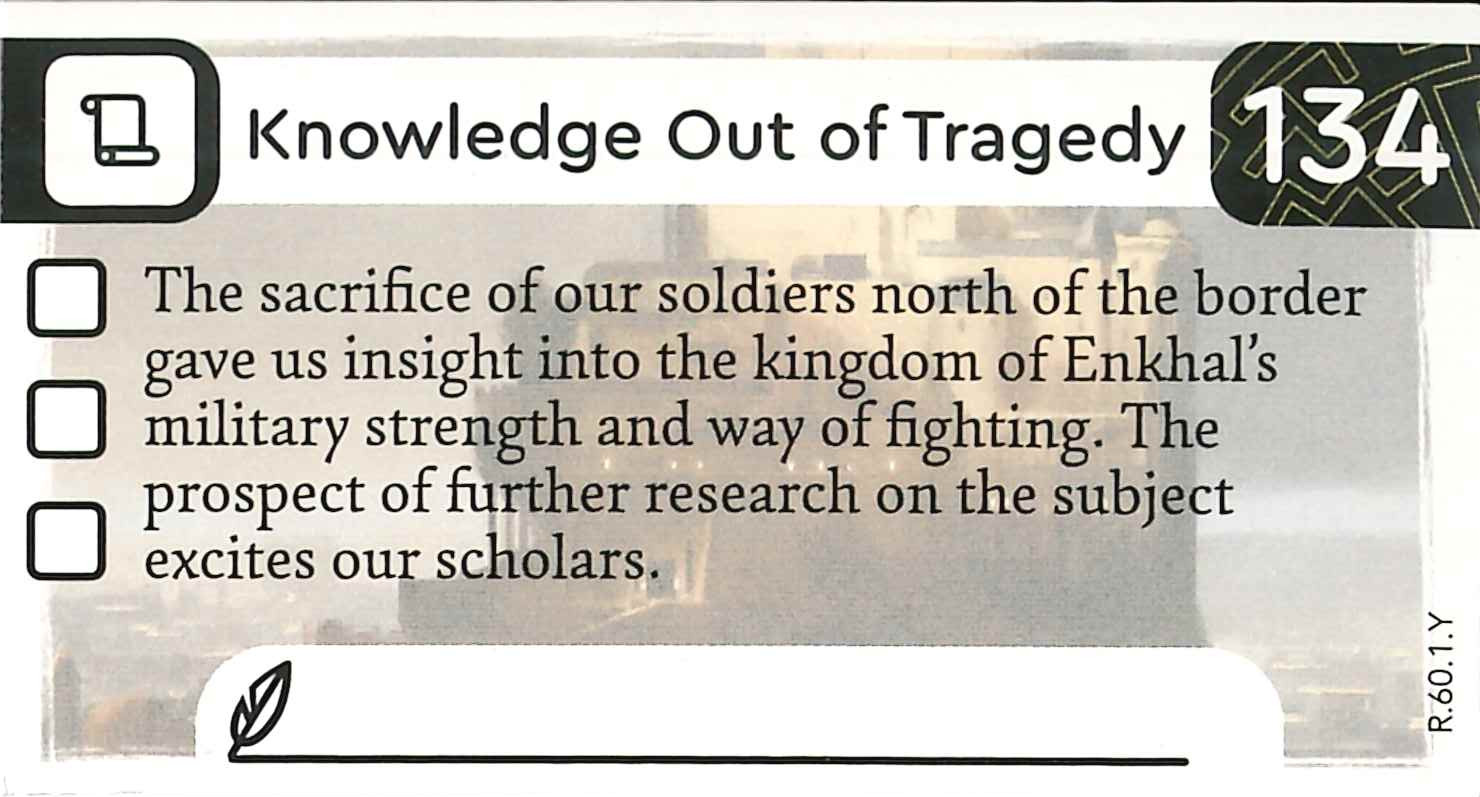 Knowledge Out of Tragedy
134
The sacrifice of our soldiers north of the border
gave us insight into the kingdom of Enkhal’s
military strength and way of fighting. The
prospect of further research on the subject
excites our scholars.
R.60.1.Y